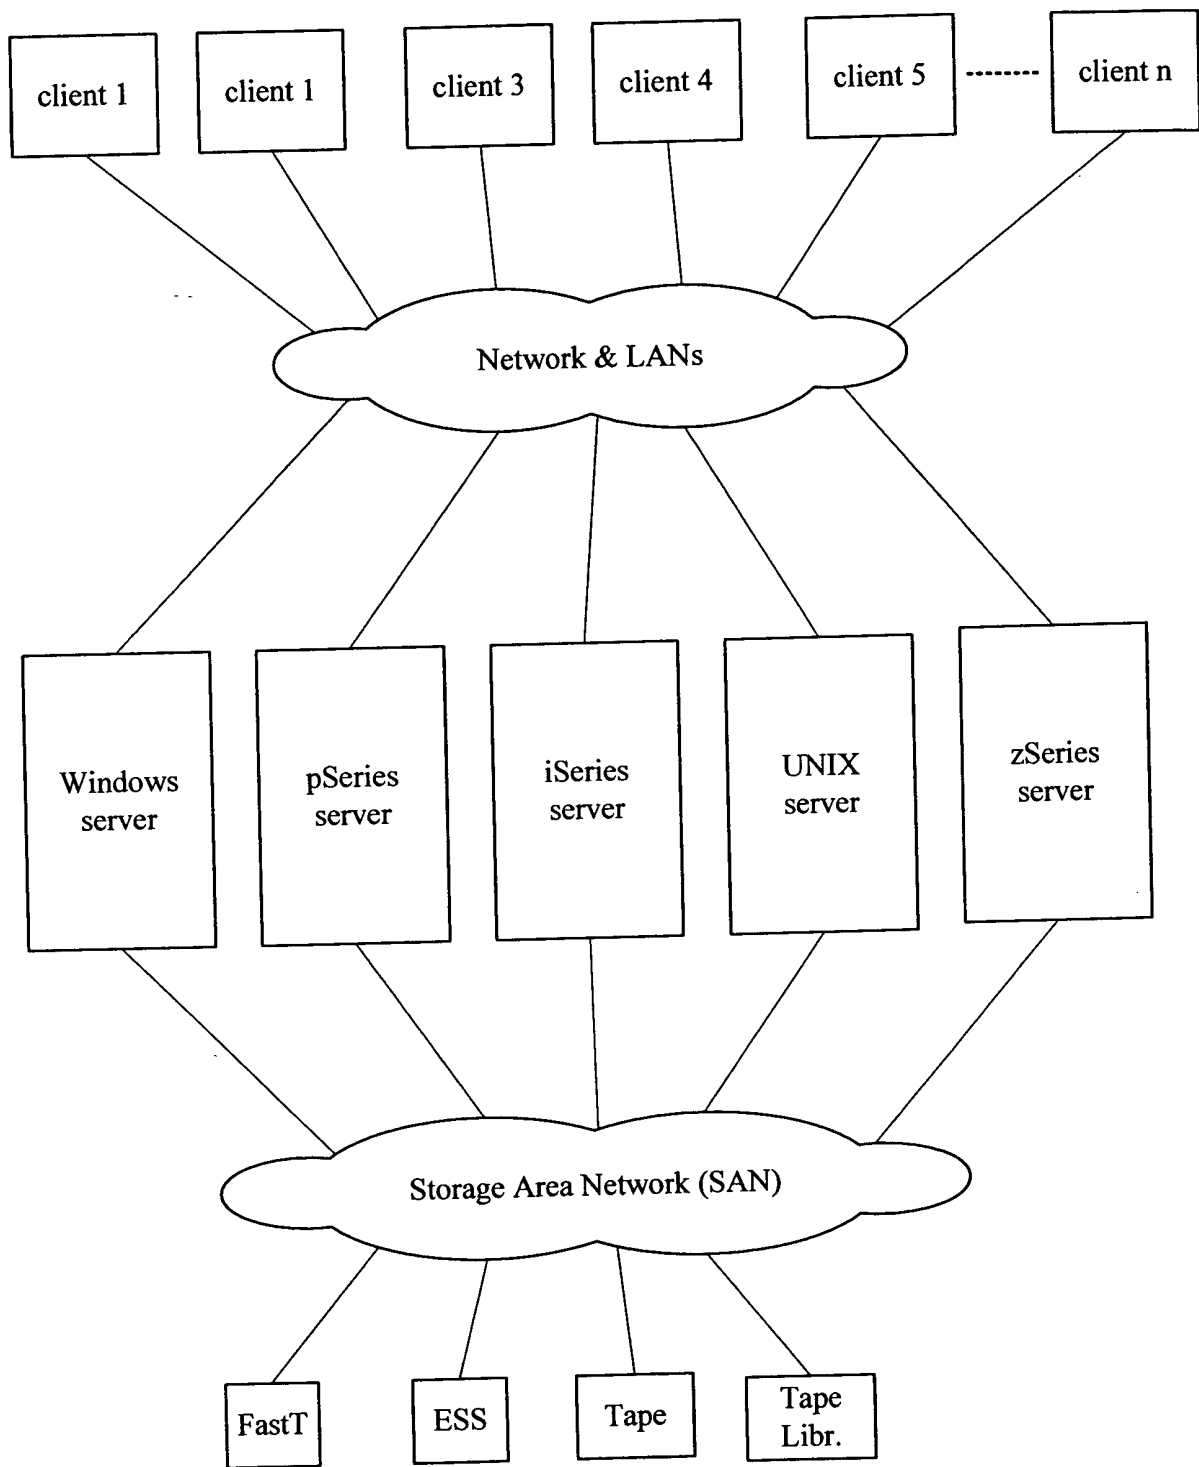 client 1
client 1
client 3
client 4
client 5
client n
Network & LANs
Windows
server
pSeries
server
iSeries
server
UNIX
server
zSeries
server
Storage Area Network (SAN)
FastT
ESS
Tape
Tape
Libr.